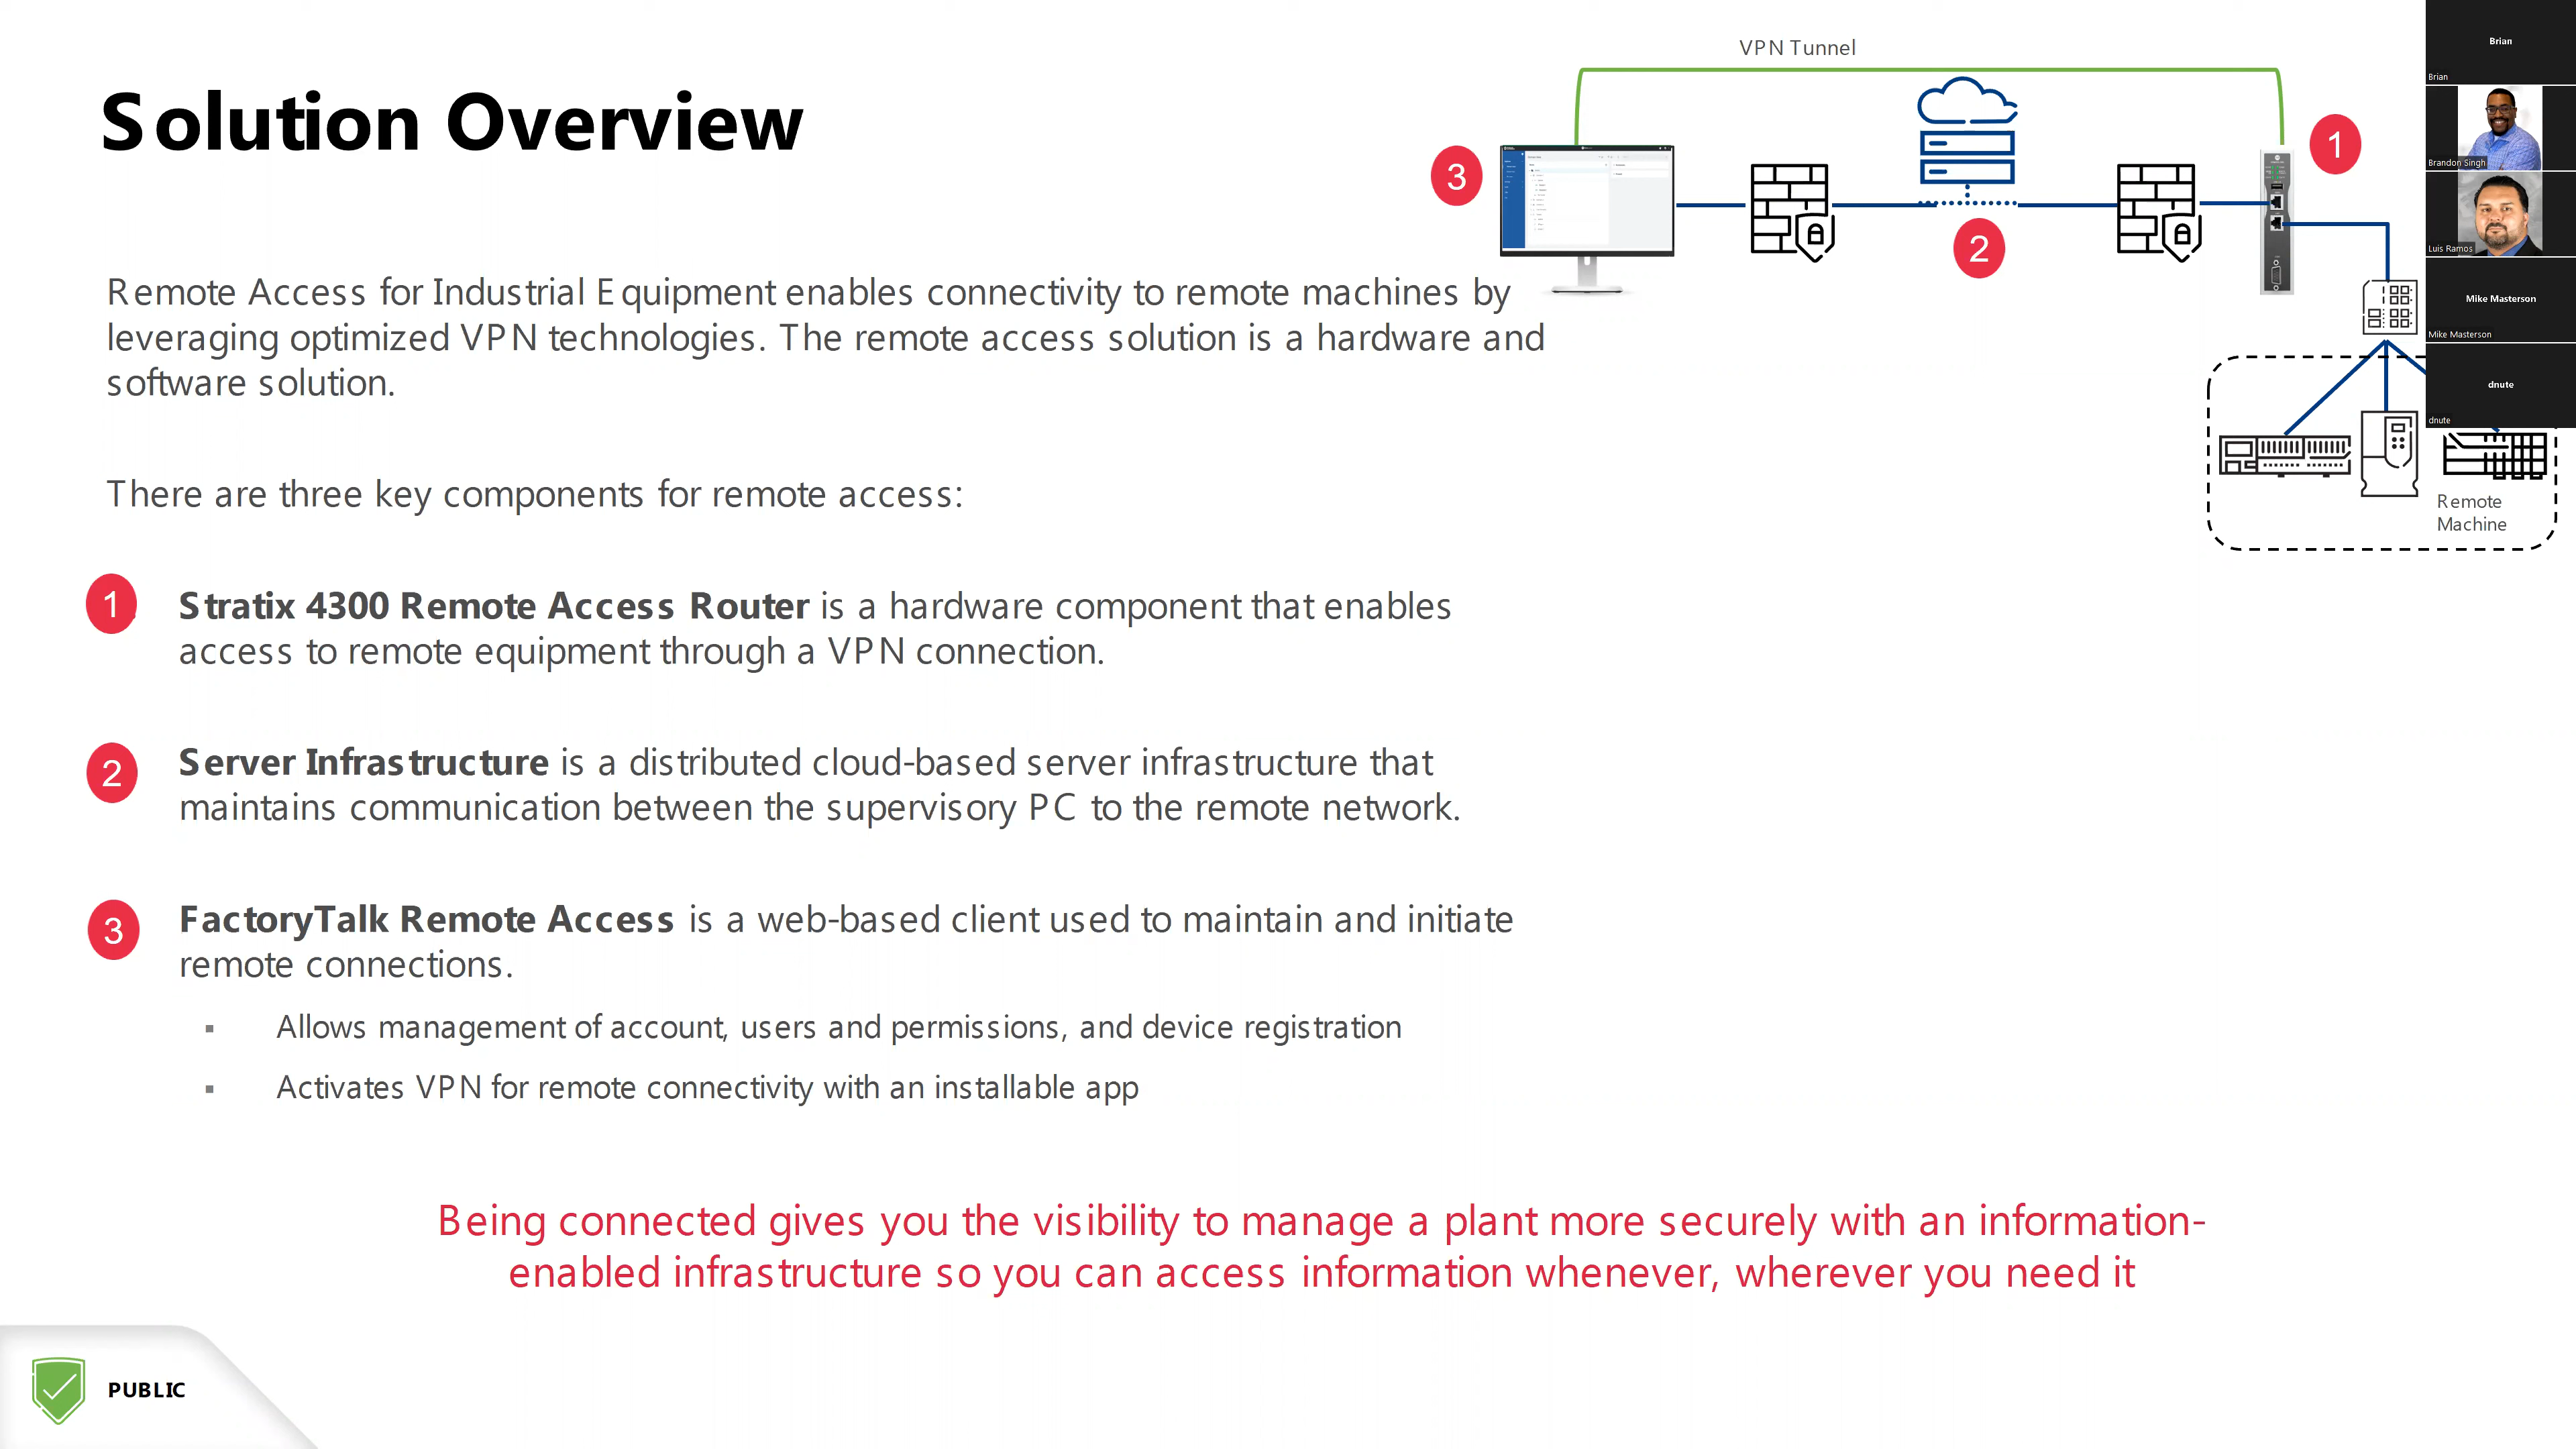 VPN Tunnel
Solution Overview
3
1
2
Remote Access for Industrial Equipment enables connectivity to remote machines by
leveraging optimized VPN technologies. The remote access solution is a hardware and
software solution.
There are three key components for remote access:
1
Stratix 4300 Remote Access Router is a hardware component that enables
access to remote equipment through a VPN connection.
2
Server Infrastructure is a distributed cloud-based server infrastructure that
maintains communication between the supervisory PC to the remote network.
3
FactoryTalk Remote Access is a web-based client used to maintain and initiate
remote connections.
▪ Allows management of account, users and permissions, and device registration
▪ Activates VPN for remote connectivity with an installable app
Being connected gives you the visibility to manage a plant more securely with an information-
enabled infrastructure so you can access information whenever, wherever you need it
PUBLIC
Remote
Machine
Brian
Brian
Brandon Singh
Luis Ramos
Mike Masterson
Mike Masterson
dnute
dnute